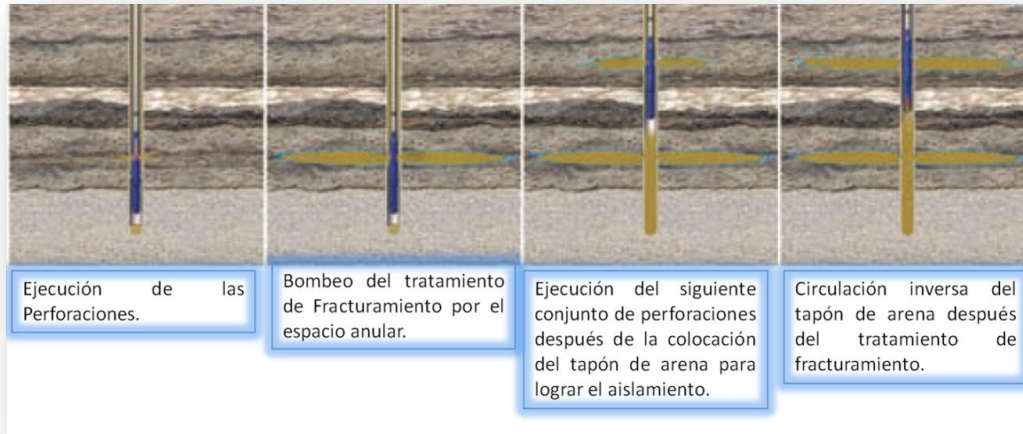 Ejecución de las
Perforaciones.
Bombeo del tratamiento
de Fracturamiento por el
espacio anular.
Ejecución del siguiente
conjunto de perforaciones
después de la colocación
del tapón de arena para
lograr el aislamiento.
Circulación inversa del
tapón de arena después
del tratamiento de
fracturamiento.